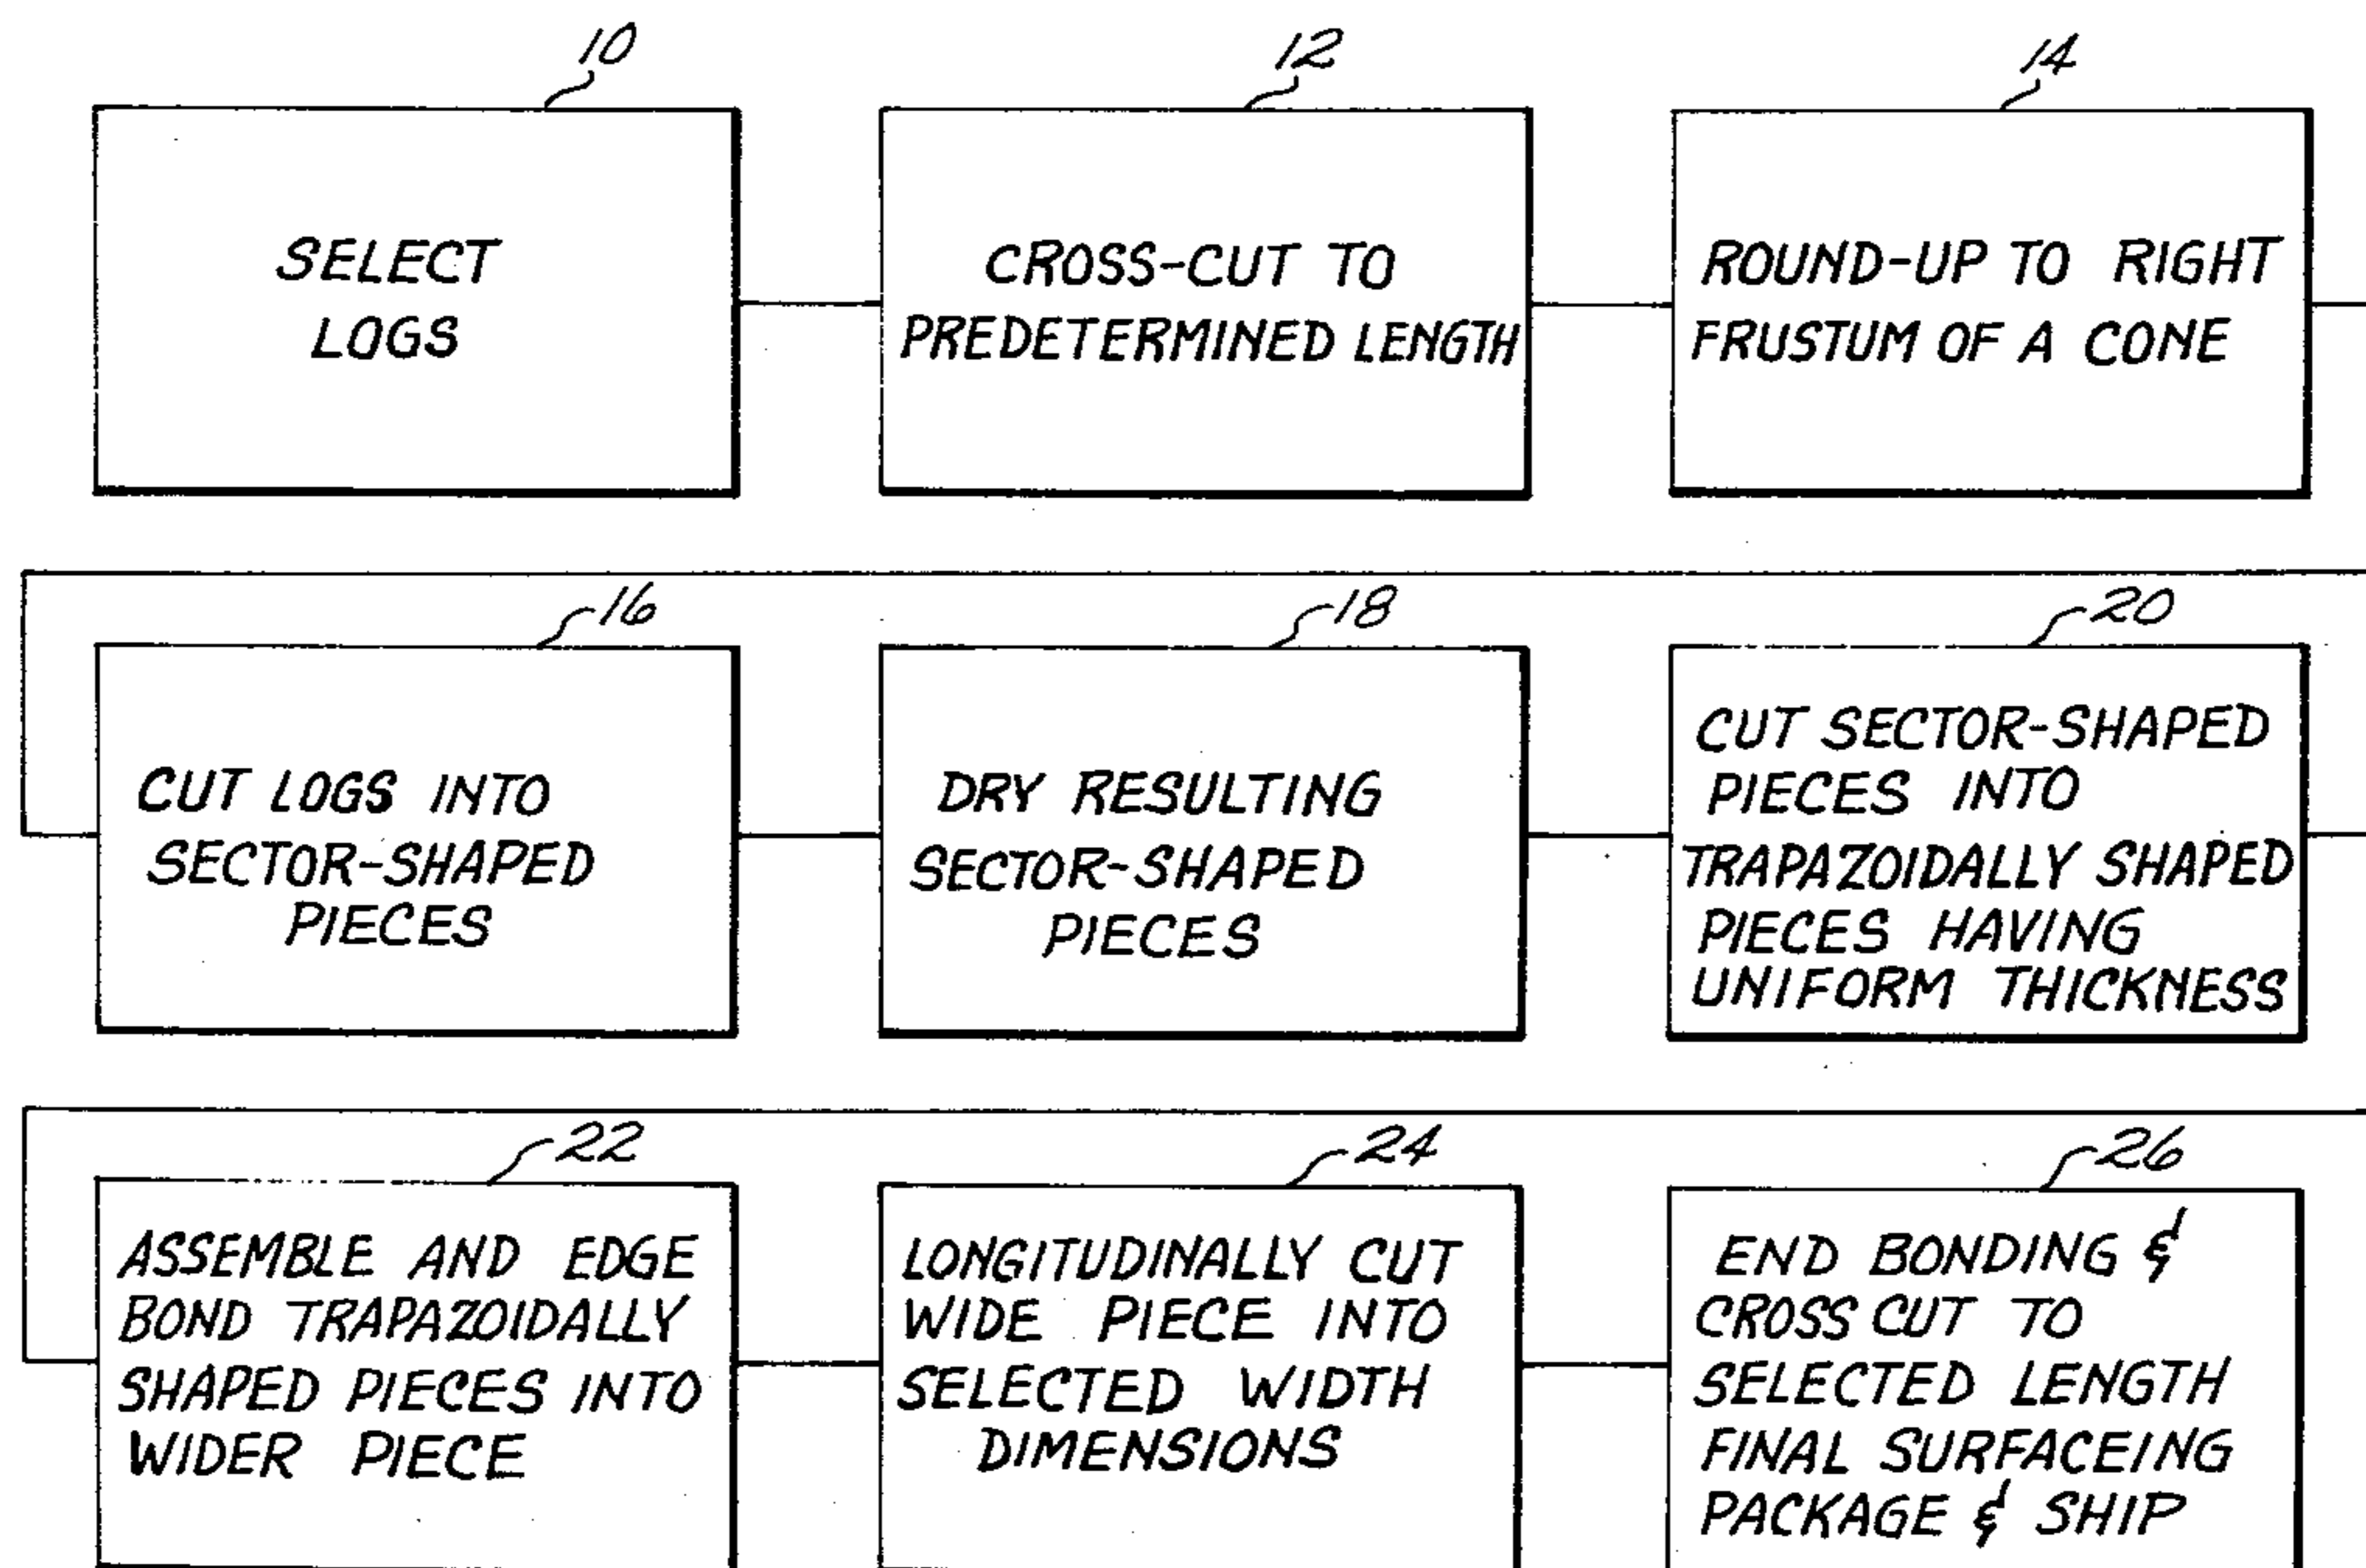 10
SELECT
LOGS
12
CROSS-CUT TO
PREDETERMINED LENGTH
14
ROUND-UP TO RIGHT
FRUSTUM OF A CONE
16
CUT LOGS INTO
SECTOR-SHAPED
PIECES
18
DRY RESULTING
SECTOR-SHAPED
PIECES
20
CUT SECTOR-SHAPED
PIECES INTO
TRAPAZOIDALLY SHAPED
PIECES HAVING
UNIFORM THICKNESS
22
ASSEMBLE AND EDGE
BOND TRAPAZOIDALLY
SHAPED PIECES INTO
WIDER PIECE
24
LONGITUDINALLY CUT
WIDE PIECE INTO
SELECTED WIDTH
DIMENSIONS
26
END BONDING &
CROSS CUT TO
SELECTED LENGTH
FINAL SURFACEING
PACKAGE & SHIP